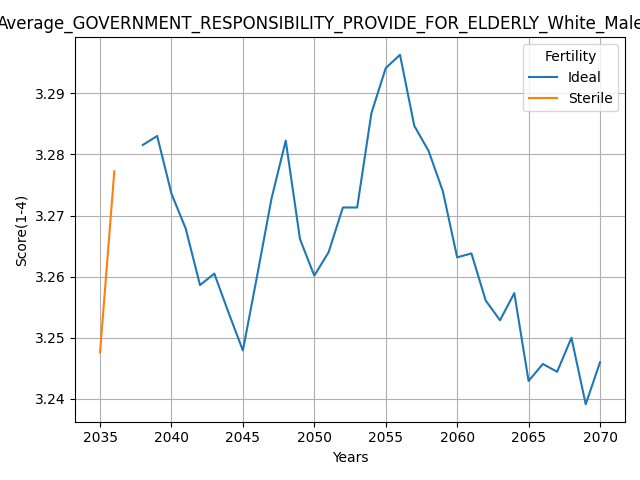 Average_GOVERNMENT_RESPONSIBILITY_PROVIDE_FOR_ELDERLY_White_Male
Fertility
Ideal
Sterile
3.29
3.28
3.27
3.26
3.25
3.24
Score(1-4)
2035 2040 2045 2050 2055 2060 2065 2070
Years